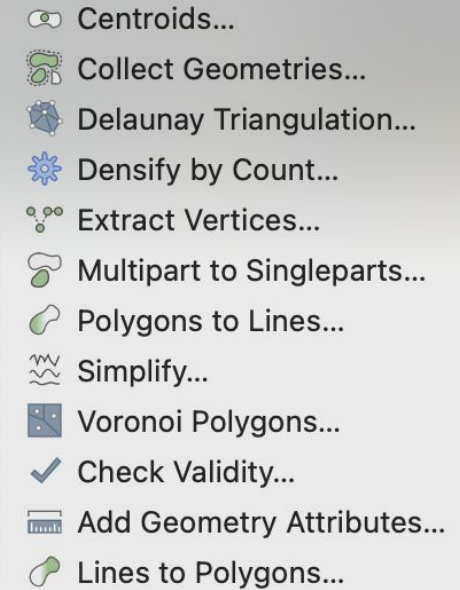 Centroids...
Collect Geometries...
Delaunay Triangulation...
Densify by Count...
Extract Vertices...
Multipart to Singleparts...
Polygons to Lines...
Simplify...
Voronoi Polygons...
Check Validity...
Add Geometry Attributes...
Lines to Polygons...